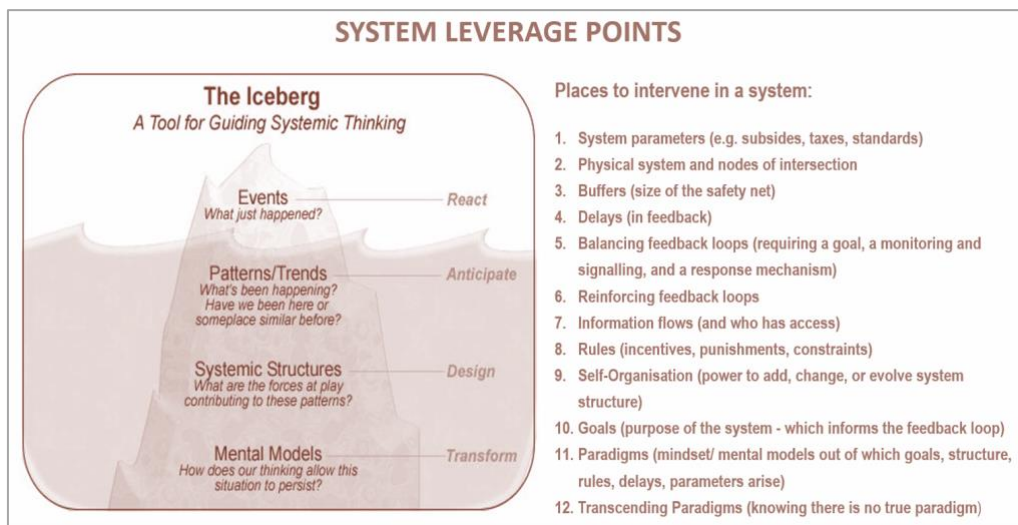 SYSTEM LEVERAGE POINTS
The Iceberg
A Tool for Guiding Systemic Thinking
Events
What just happened?
React
Patterns/Trends
What's been happening?
Have we been here or
someplace similar before?
Anticipate
Systemic Structures
What are the forces at play
contributing to these patterns?
Design
Mental Models
How does our thinking allow this
situation to persist?
Transform
Places to intervene in a system:
1. System parameters (e.g. subsides, taxes, standards)
2. Physical system and nodes of intersection
3. Buffers (size of the safety net)
4. Delays (in feedback)
5. Balancing feedback loops (requiring a goal, a monitoring and
signalling, and a response mechanism)
6. Reinforcing feedback loops
7. Information flows (and who has access)
8. Rules (incentives, punishments, constraints)
9. Self-Organisation (power to add, change, or evolve system
structure)
10. Goals (purpose of the system - which informs the feedback loop)
11. Paradigms (mindset/ mental models out of which goals, structure,
rules, delays, parameters arise)
12. Transcending Paradigms (knowing there is no true paradigm)